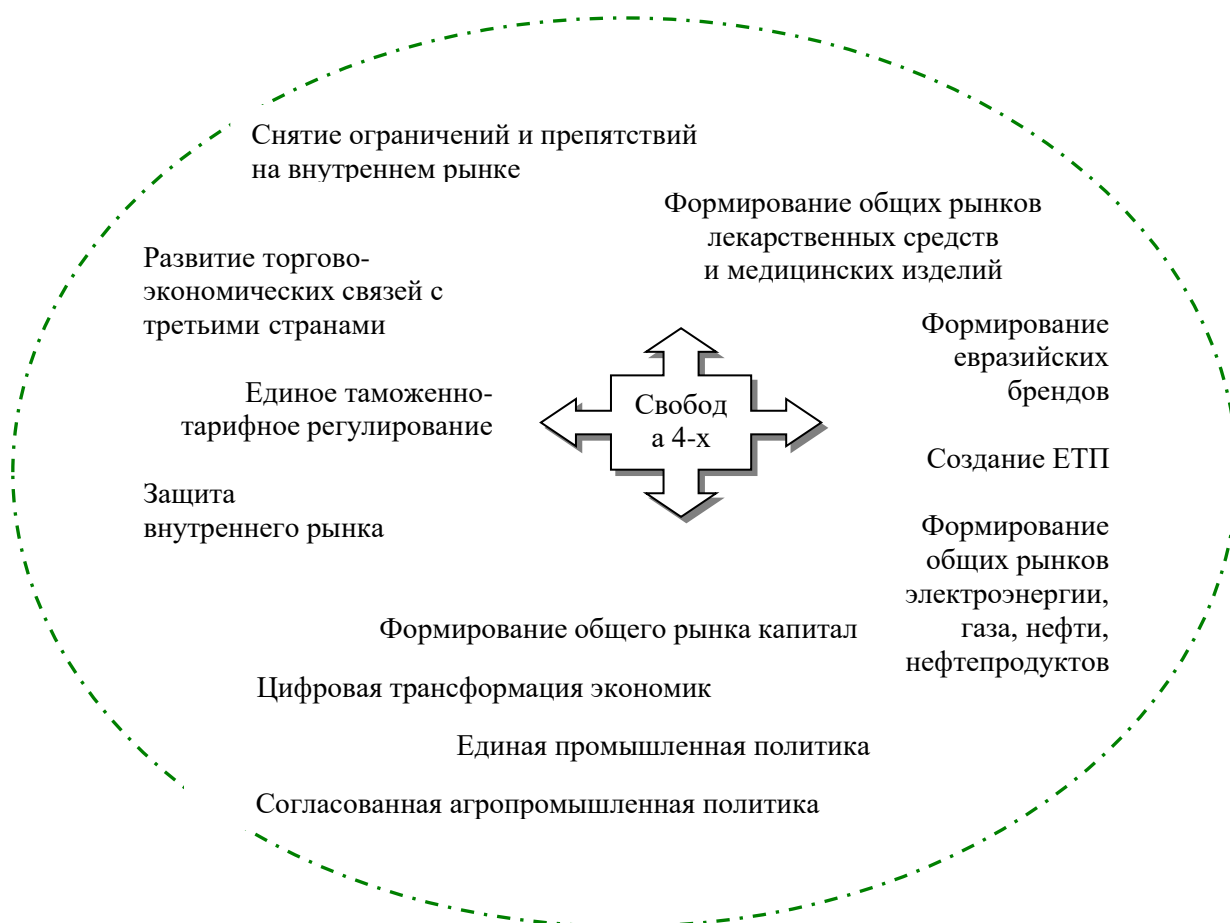 Снятие ограничений и препятствий
на внутреннем рынке
Формирование общих рынков
лекарственных средств
и медицинских изделий
Развитие торгово-
экономических связей с
третьими странами
Формирование
евразийских
брендов
Единое таможенно-
тарифное регулирование
Свобод
а 4-х
Создание ЕТП
Защита
внутреннего рынка
Формирование
общих рынков
электроэнергии,
газа, нефти,
нефтепродуктов
Формирование общего рынка капитал
Цифровая трансформация экономик
Единая промышленная политика
Согласованная агропромышленная политика